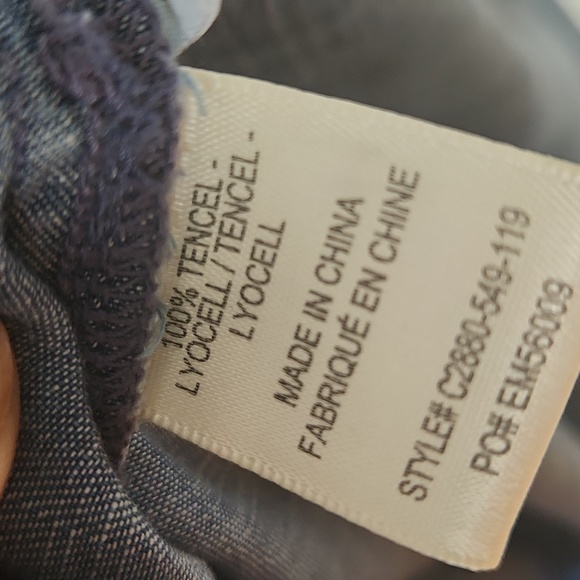 100% TENCEL -
LYOCELL / TENCEL -
LYOCELL
MADE IN CHINA
FABRIQUÉ EN CHINE
STYLE# C2880-549-119
PO# EM56009